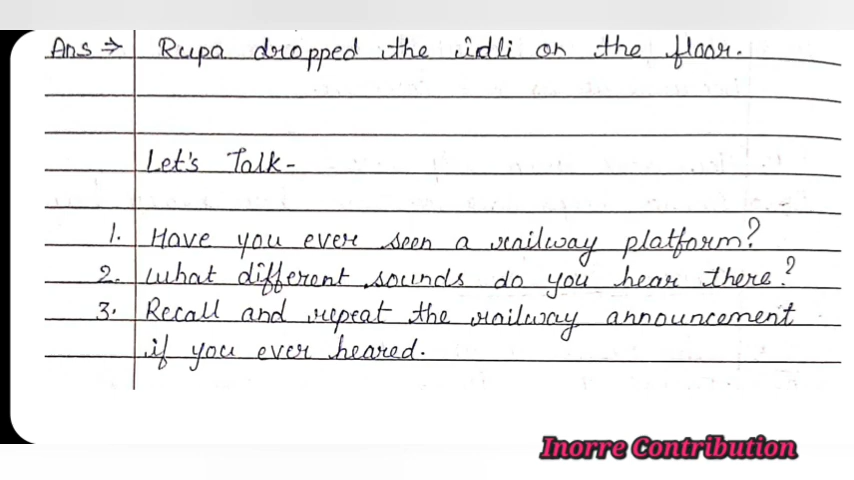 Ans ⇒ Rupa dropped the idli on the floor.
Let's Talk-
1. Have you ever seen a railway platform?
2. What different sounds do you hear there?
3. Recall and repeat the railway announcement
if you ever heared.
Inorre Contribution